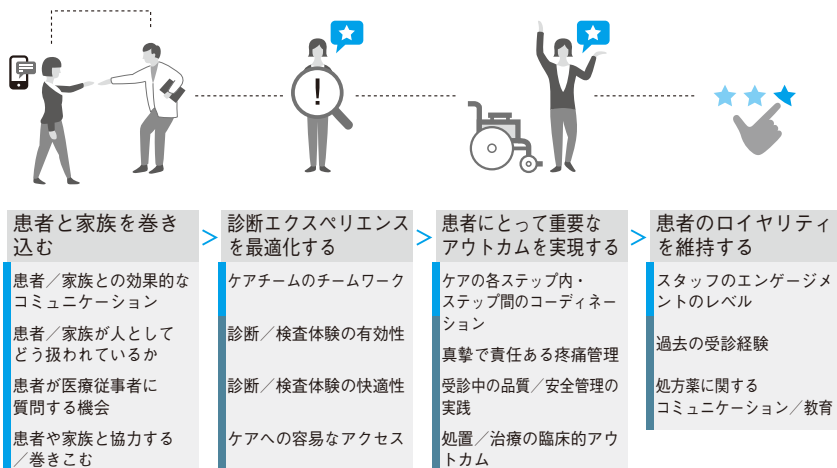 !
患者と家族を巻き
込む
>
診断エクスペリエンス
を最適化する
>
患者にとって重要な
アウトカムを実現する
>
患者のロイヤリティ
を維持する
患者／家族との効果的な
コミュニケーション
患者／家族が人として
どう扱われているか
患者が医療従事者に
質問する機会
患者や家族と協力する
／巻きこむ
ケアチームのチームワーク
診断／検査体験の有効性
診断／検査体験の快適性
ケアへの容易なアクセス
ケアの各ステップ内・
ステップ間のコーディネー
ション
真摯で責任ある疼痛管理
受診中の品質／安全管理の
実践
処置／治療の臨床的アウ
トカム
スタッフのエンゲージメ
ントのレベル
過去の受診経験
処方薬に関する
コミュニケーション／教育